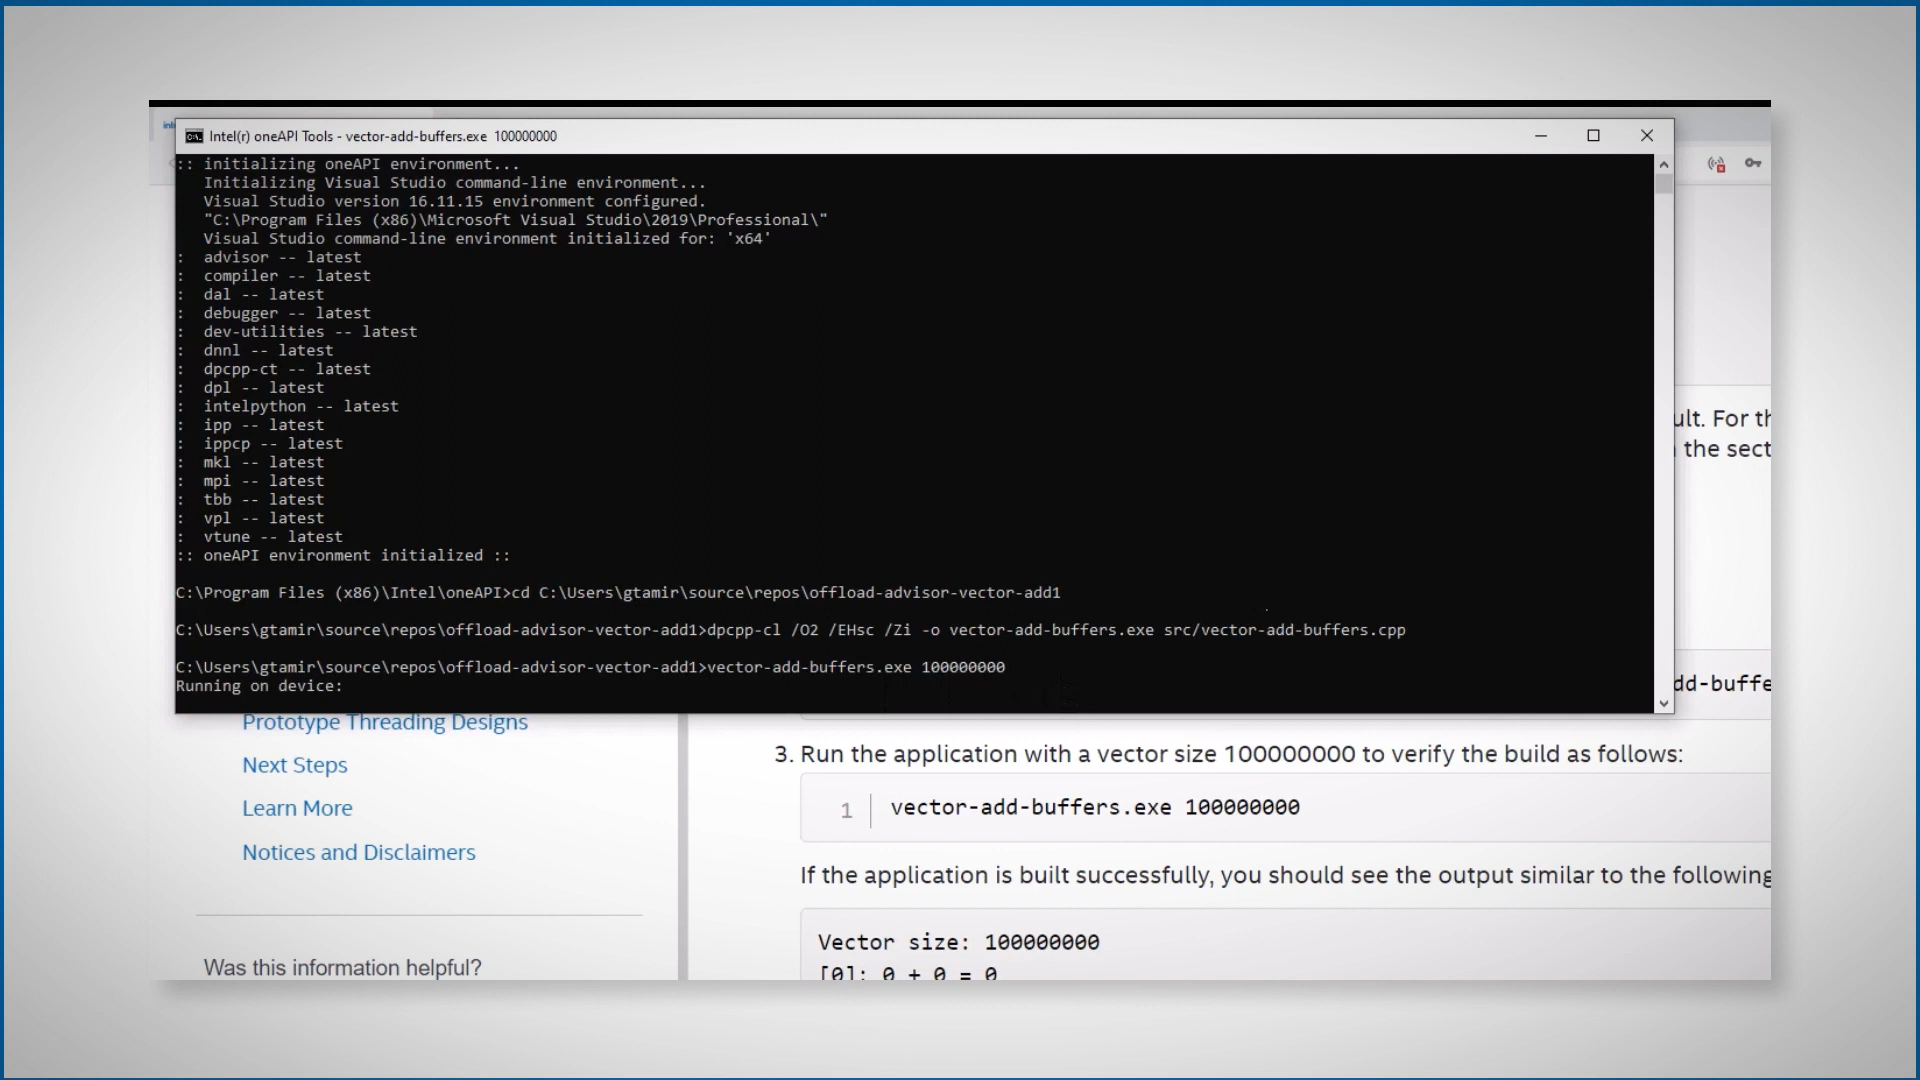 Intel(r) oneAPI Tools - vector-add-buffers.exe 100000000
:: initializing oneAPI environment...
Initializing Visual Studio command-line environment...
Visual Studio version 16.11.15 environment configured.
"C:\Program Files (x86)\Microsoft Visual Studio\2019\Professional\"
Visual Studio command-line environment initialized for: 'x64'
: advisor -- latest
: compiler -- latest
: dal -- latest
: debugger -- latest
: dev-utilities -- latest
: dnnl -- latest
: dpcpp-ct -- latest
: dpl -- latest
: intelpython -- latest
: ipp -- latest
: ippcp -- latest
: mkl -- latest
: mpi -- latest
: tbb -- latest
: vpl -- latest
: vtune -- latest
:: oneAPI environment initialized ::
C:\Program Files (x86)\Intel\oneAPI>cd C:\Users\gtamir\source\repos\offload-advisor-vector-add1
C:\Users\gtamir\source\repos\offload-advisor-vector-add1>dpcpp-cl /O2 /EHsc /Zi -o vector-add-buffers.exe src/vector-add-buffers.cpp
C:\Users\gtamir\source\repos\offload-advisor-vector-add1>vector-add-buffers.exe 100000000
Running on device:
ult. For th
the sect
dd-buffe
Prototype Threading Designs
Next Steps
Learn More
Notices and Disclaimers
Was this information helpful?
3. Run the application with a vector size 100000000 to verify the build as follows:
1 vector-add-buffers.exe 100000000
If the application is built successfully, you should see the output similar to the following
Vector size: 100000000
[0]: 0 + 0 = 0